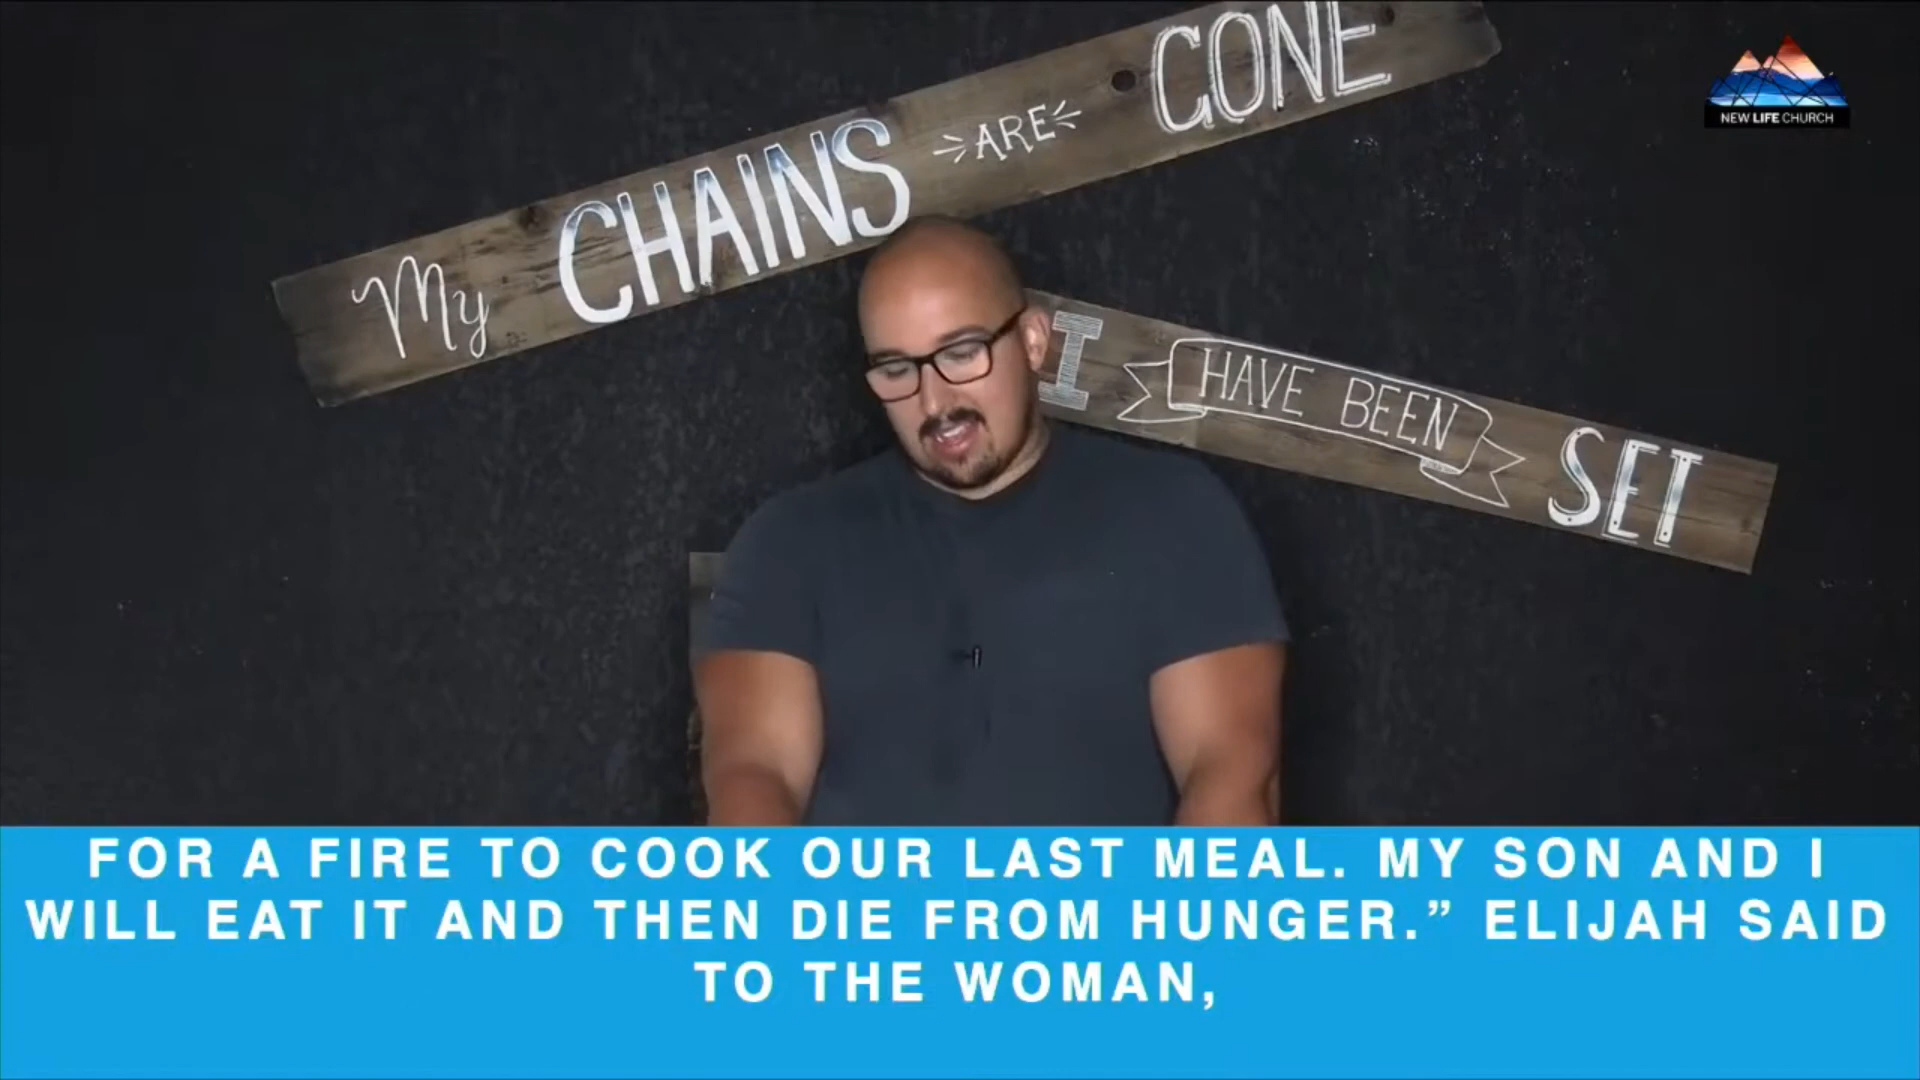 My CHAINS ARE GONE
I HAVE BEEN SET
NEW LIFE CHURCH
FOR A FIRE TO COOK OUR LAST MEAL. MY SON AND I
WILL EAT IT AND THEN DIE FROM HUNGER.” ELIJAH SAID
TO THE WOMAN,